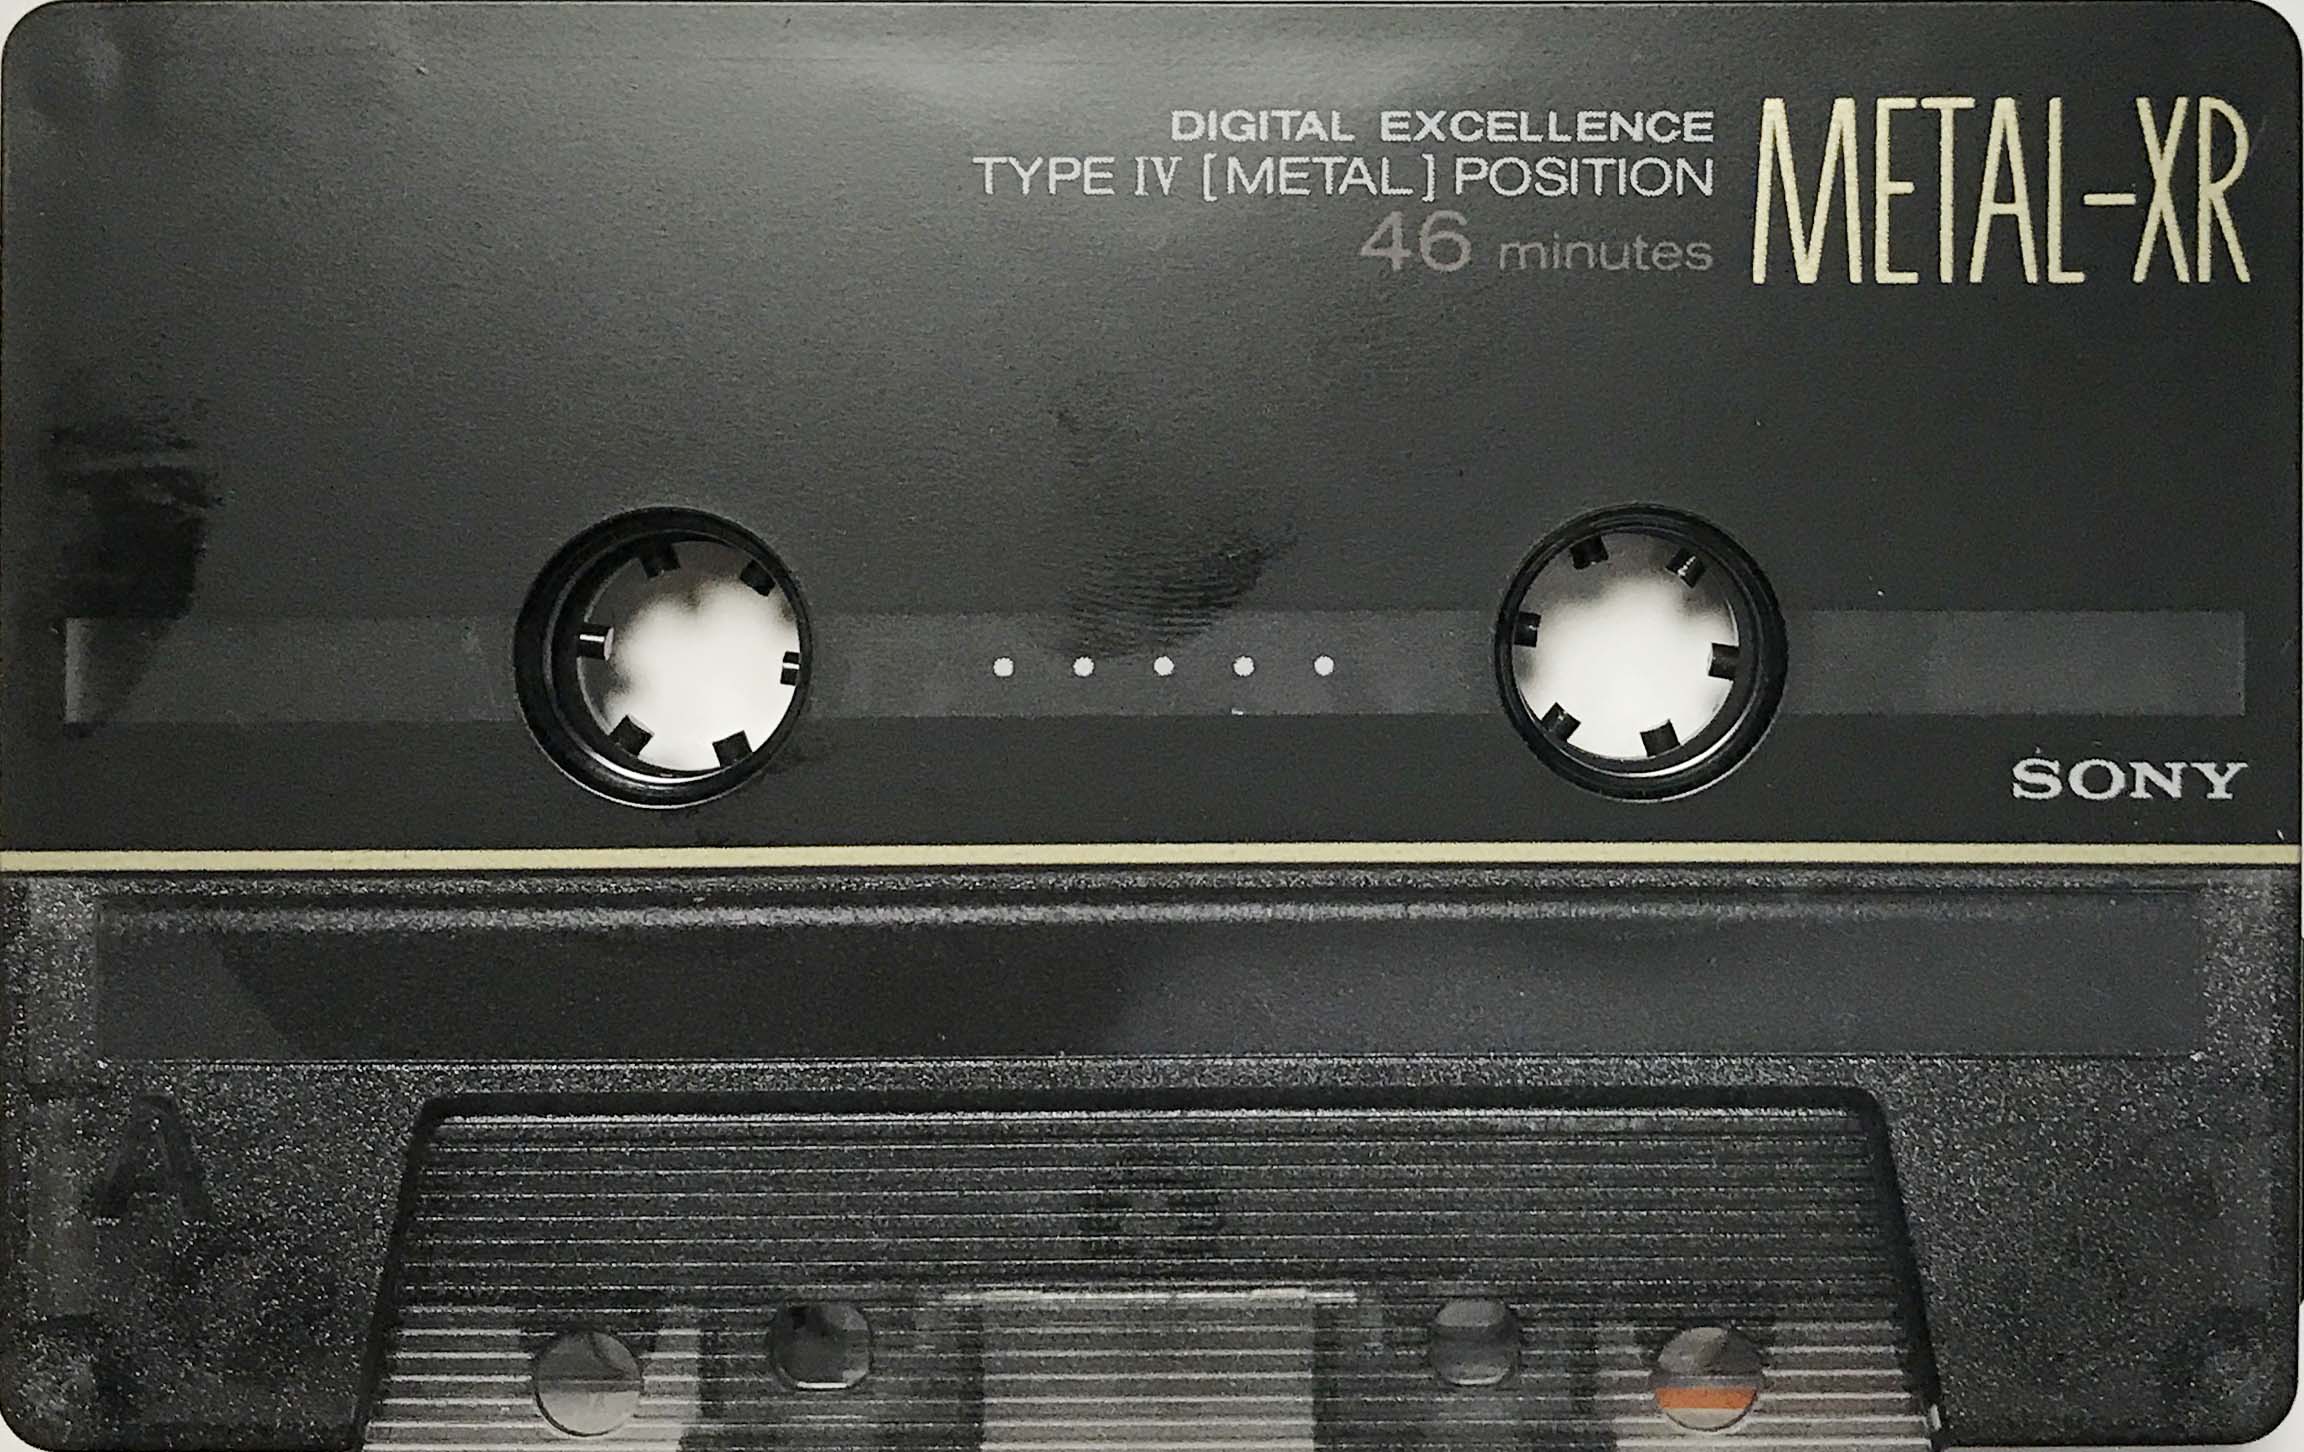 DIGITAL EXCELLENCE
TYPE IV [METAL] POSITION
46 minutes
METAL-XR
SONY
A